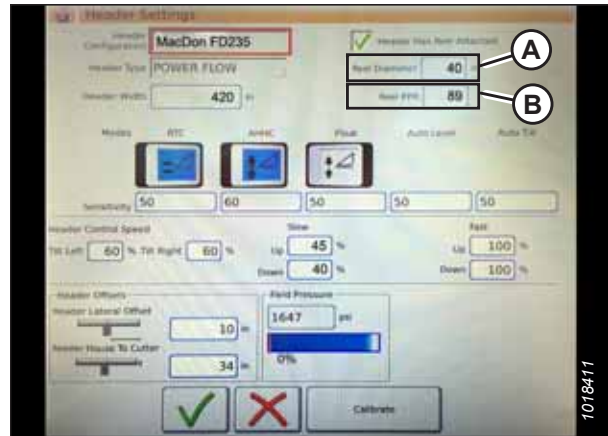 Header Settings
Header Configuration MacDon FD235
Header Has Reel Attached
A
Header Type POWER FLOW
Reel Diameter 40 in
Header Width 420 in
Reel PPR 89
B
Modes RTC AHHC Float Auto Level Auto Tilt
Sensitivity 50 60 50 50 50
Header Control Speed
Slow
Fast
Tilt Left 60 % Tilt Right 60 %
Up 45 %
Up 100 %
Down 40 %
Down 100 %
Header Offsets
Field Pressure
Header Lateral Offset
10 in
1647 psi
Feeder House To Cutter
34 in
0%
Calibrate
1018411